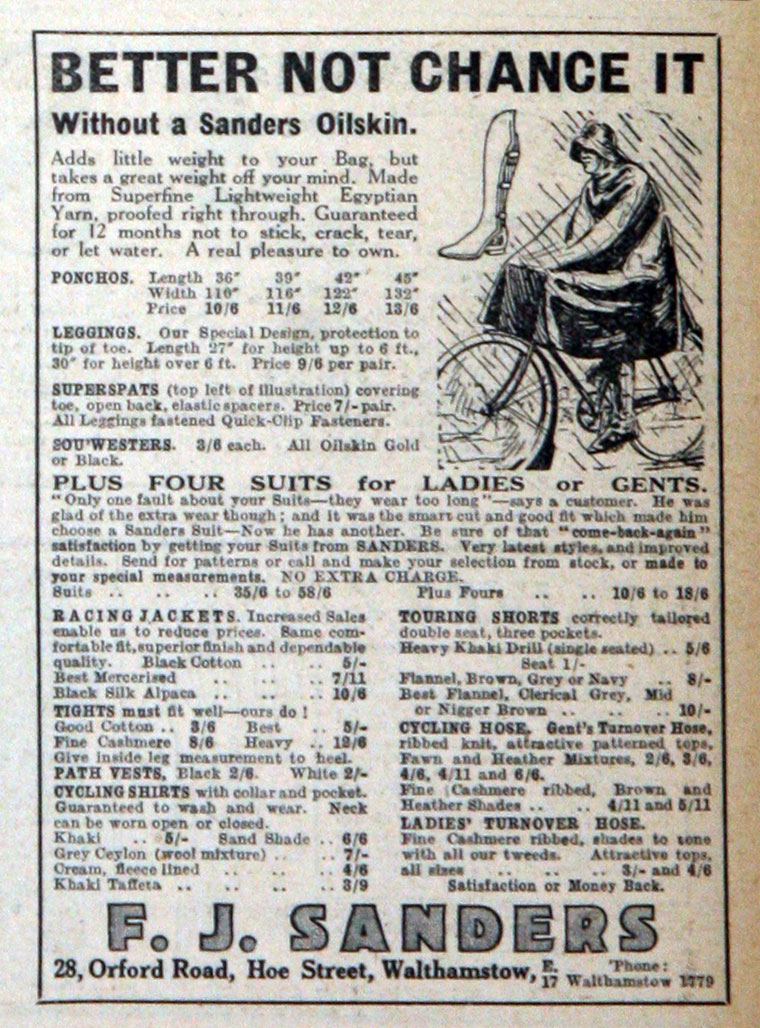 BETTER NOT CHANCE IT
Without a Sanders Oilskin.
Adds little weight to your Bag, but
takes a great weight off your mind. Made
from Superfine Lightweight Egyptian
Yarn, proofed right through. Guaranteed
for 12 months not to stick, crack, tear,
or let water. A real pleasure to own.
PONCHOS. Length 36″ 39″ 42″ 45″
Width 110″ 116″ 122″ 132″
Price 10/6 11/6 12/6 13/6
LEGGINGS. Our Special Design, protection to
tip of toe. Length 27″ for height up to 6 ft.,
30″ for height over 6 ft. Price 9/6 per pair.
SUPERSPATS (top left of illustration) covering
toe, open back, elastic spacers. Price 7/- pair.
All Leggings fastened Quick-Clip Fasteners.
SOU'WESTERS. 3/6 each. All Oilskin Gold
or Black.
PLUS FOUR SUITS for LADIES or GENTS.
"Only one fault about your Suits—they wear too long"—says a customer. He was
glad of the extra wear though; and it was the smart cut and good fit which made him
choose a Sanders Suit—Now he has another. Be sure of that "come-back-again"
satisfaction by getting your Suits from SANDERS. Very latest styles, and improved
details. Send for patterns or call and make your selection from stock, or made to
your special measurements. NO EXTRA CHARGE.
Suits .. .. .. 35/6 to 58/6 Plus Fours .. .. 10/6 to 18/6
RACING JACKETS. Increased Sales
enable us to reduce prices. Same com-
fortable fit, superior finish and dependable
quality. Black Cotton .. .. 5/-
Best Mercerised .. .. .. 7/11
Black Silk Alpaca .. .. .. 10/6
TIGHTS must fit well—ours do!
Good Cotton .. 3/6 Best .. 5/-
Fine Cashmere 8/6 Heavy .. 12/6
Give inside leg measurement to heel.
PATH VESTS, Black 2/6. White 2/-
CYCLING SHIRTS with collar and pocket.
Guaranteed to wash and wear. Neck
can be worn open or closed.
Khaki .. 5/- Sand Shade .. 6/6
Grey Ceylon (wool mixture) .. .. 7/-
Cream, fleece lined .. .. .. 4/6
Khaki Taffeta .. .. .. .. 3/9
TOURING SHORTS correctly tailored
double seat, three pockets.
Heavy Khaki Drill (single seated) .. 5/6
Seat 1/-
Flannel, Brown, Grey or Navy .. 8/-
Best Flannel, Clerical Grey, Mid
or Nigger Brown .. .. .. 10/-
CYCLING HOSE. Gent's Turnover Hose,
ribbed knit, attractive patterned tops,
Fawn and Heather Mixtures, 2/6, 3/6,
4/6, 4/11 and 6/6.
Fine Cashmere ribbed, Brown and
Heather Shades .. .. 4/11 and 5/11
LADIES' TURNOVER HOSE.
Fine Cashmere ribbed, shades to tone
with all our tweeds. Attractive tops,
all sizes .. .. .. 3/- and 4/6
Satisfaction or Money Back.
F. J. SANDERS
28, Orford Road, Hoe Street, Walthamstow, E. 17
'Phone:
Walthamstow 1779